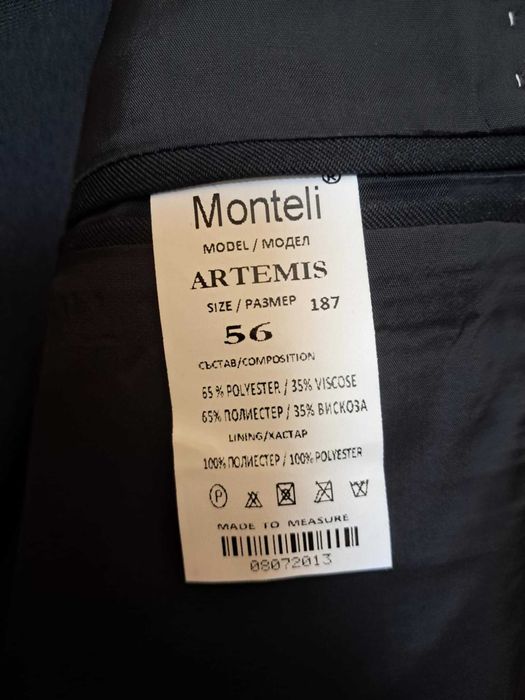 Monteli®
MODEL / МОДЕЛ
ARTEMIS
SIZE / РАЗМЕР 187
56
СЪСТАВ/COMPOSITION
65 % POLYESTER / 35% VISCOSE
65% ПОЛИЕСТЕР / 35% ВИСКОЗА
LINING/ХАСТАР
100% ПОЛИЕСТЕР / 100% POLYESTER
P
MADE TO MEASURE
08072013